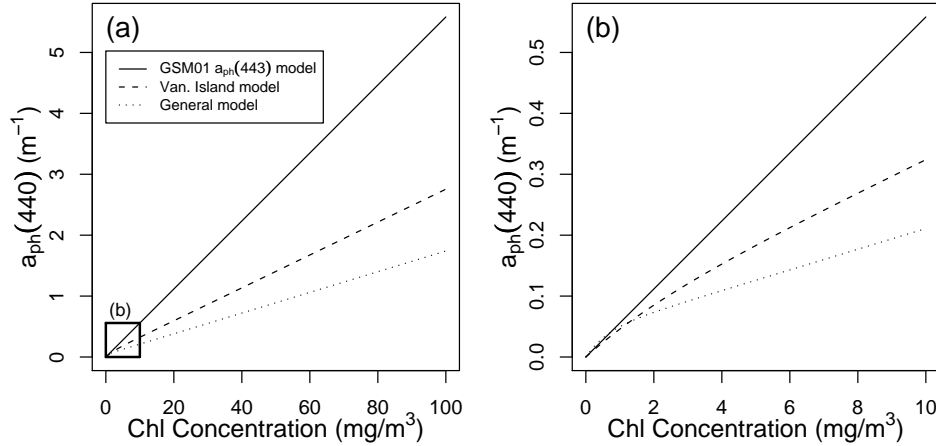 (a)
GSM01 aph(443) model
Van. Island model
General model
(b)
aph(440) (m−1)
0
1
2
3
4
5
0 20 40 60 80 100
Chl Concentration (mg/m3)
(b)
aph(440) (m−1)
0.0
0.1
0.2
0.3
0.4
0.5
0 2 4 6 8 10
Chl Concentration (mg/m3)